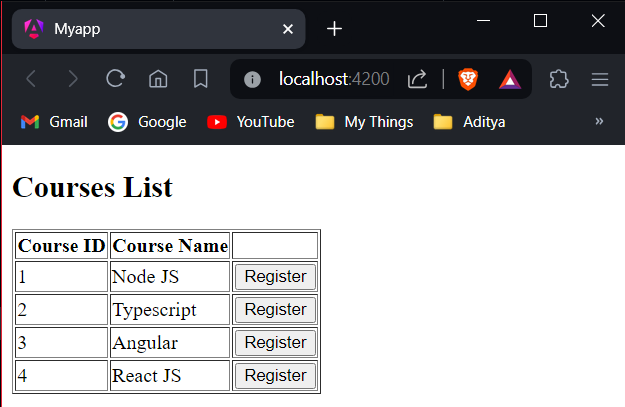 Myapp
localhost:4200
Gmail Google YouTube My Things Aditya »
Courses List
Course ID Course Name
1 Node JS Register
2 Typescript Register
3 Angular Register
4 React JS Register